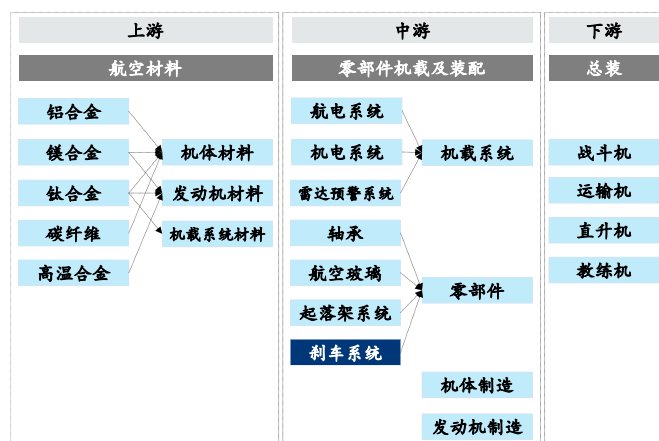 上游
中游
下游
航空材料
零部件机载及装配
总装
铝合金
镁合金
钛合金
碳纤维
高温合金
机体材料
发动机材料
机载系统材料
航电系统
机电系统
雷达预警系统
轴承
航空玻璃
起落架系统
刹车系统
机载系统
零部件
机体制造
发动机制造
战斗机
运输机
直升机
教练机